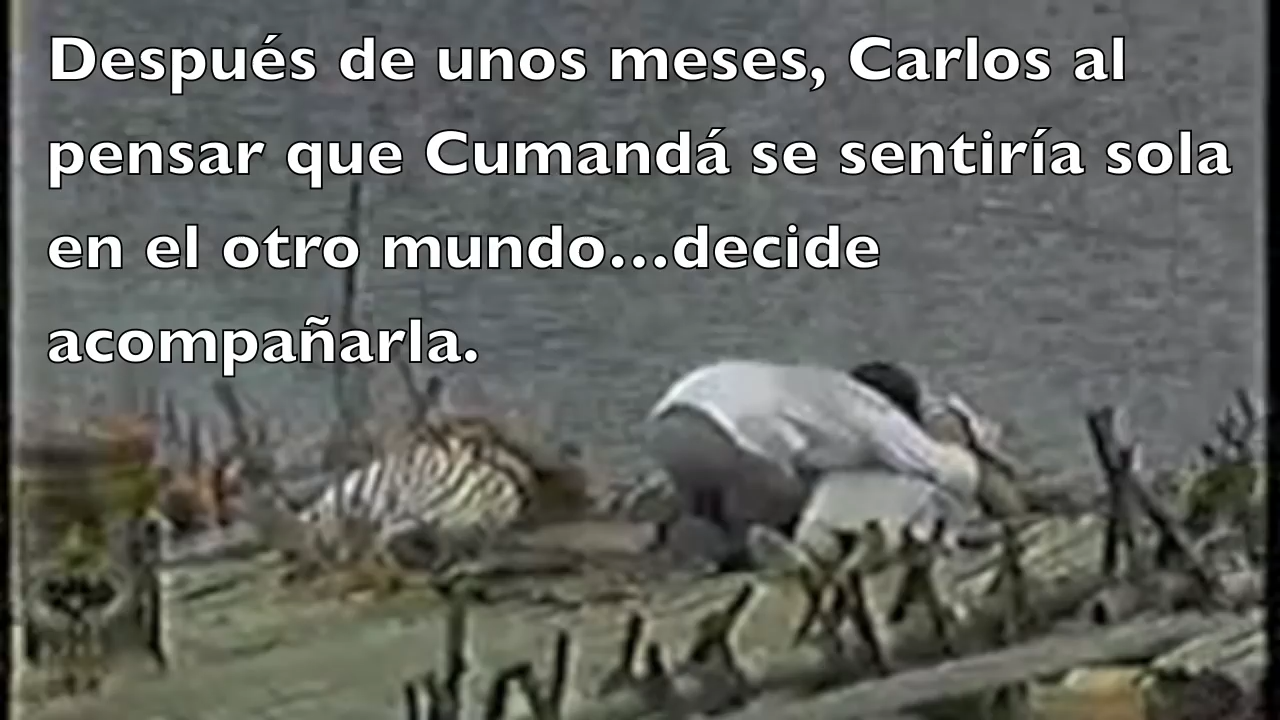 Después de unos meses, Carlos al
pensar que Cumandá se sentiría sola
en el otro mundo...decide
acompañarla.